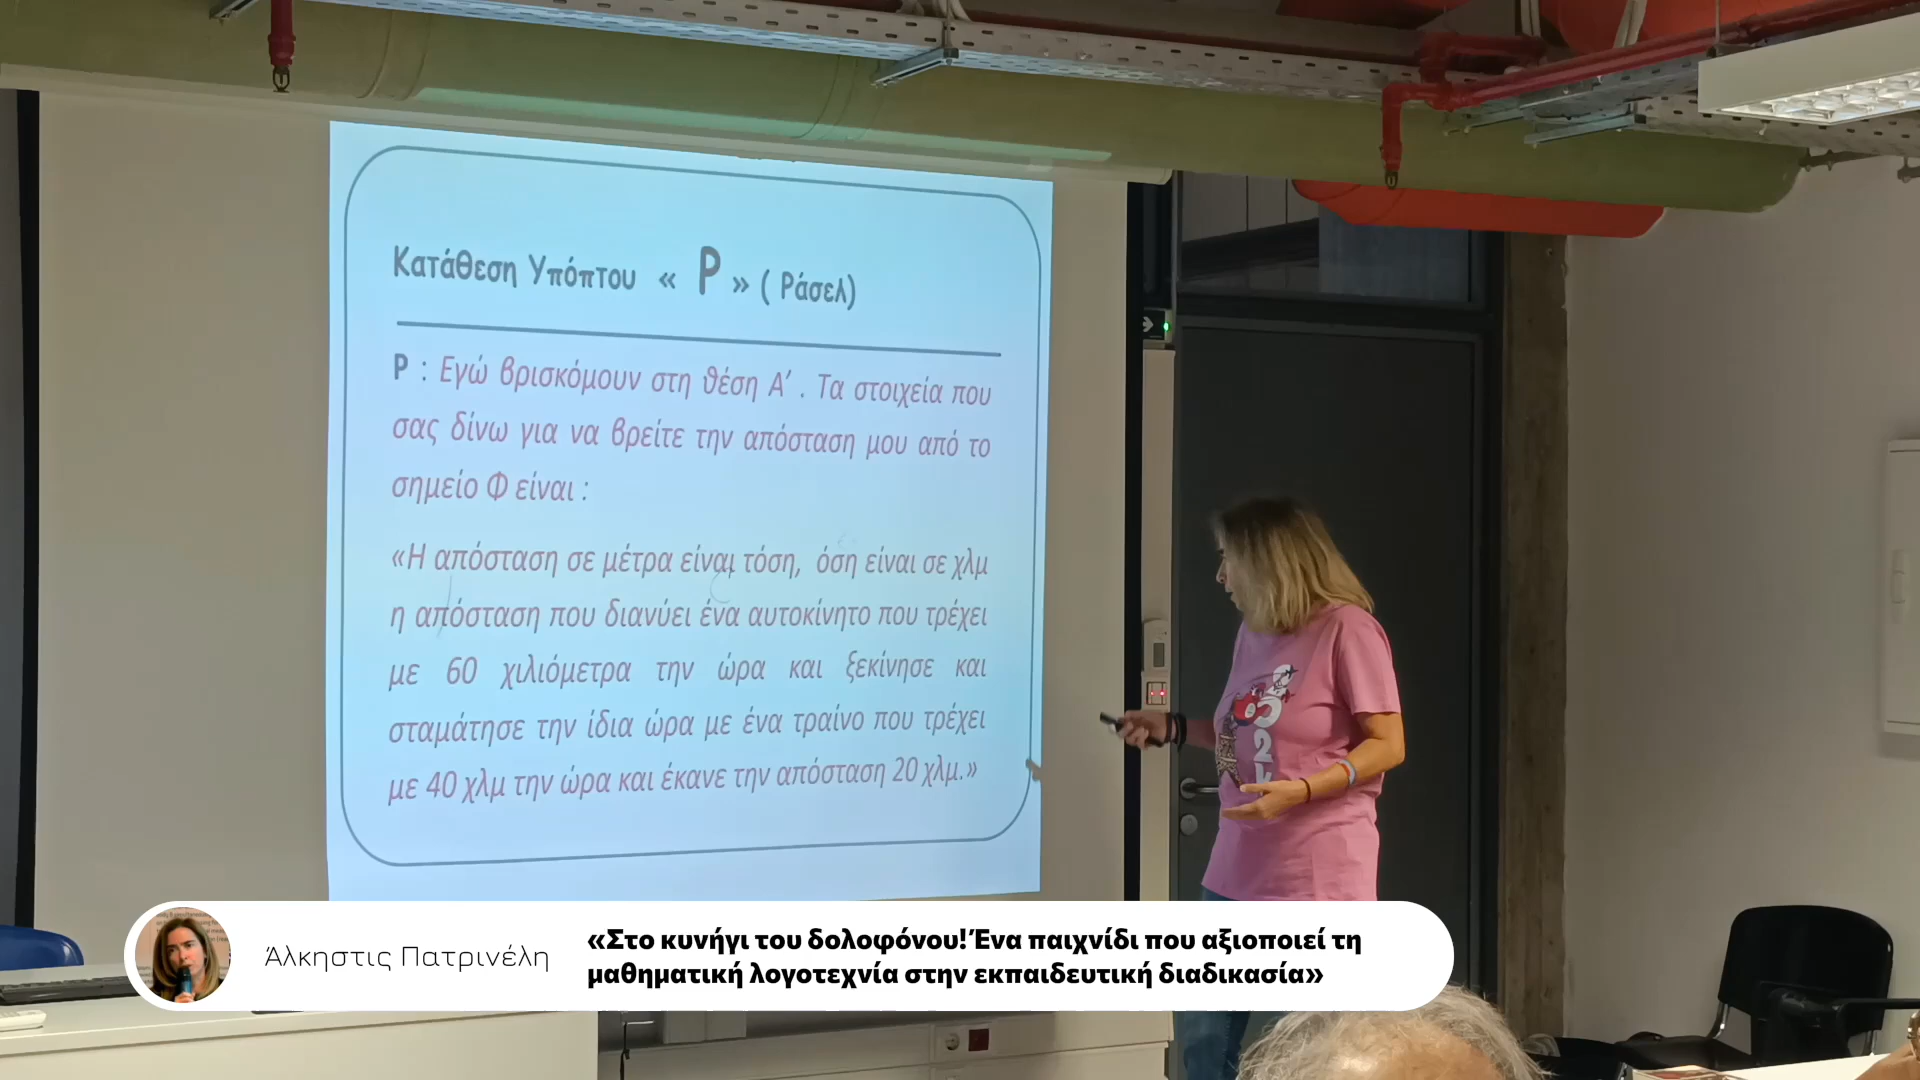 Κατάθεση Υπόπτου « Ρ » ( Ράσελ)
Ρ : Εγώ βρισκόμουν στη θέση Α’ . Τα στοιχεία που
σας δίνω για να βρείτε την απόσταση μου από το
σημείο Φ είναι :
«Η απόσταση σε μέτρα είναι τόση, όση είναι σε χλμ
η απόσταση που διανύει ένα αυτοκίνητο που τρέχει
με 60 χιλιόμετρα την ώρα και ξεκίνησε και
σταμάτησε την ίδια ώρα με ένα τραίνο που τρέχει
με 40 χλμ την ώρα και έκανε την απόσταση 20 χλμ.»
Άλκηστις Πατρινέλη
«Στο κυνήγι του δολοφόνου! Ένα παιχνίδι που αξιοποιεί τη
μαθηματική λογοτεχνία στην εκπαιδευτική διαδικασία»